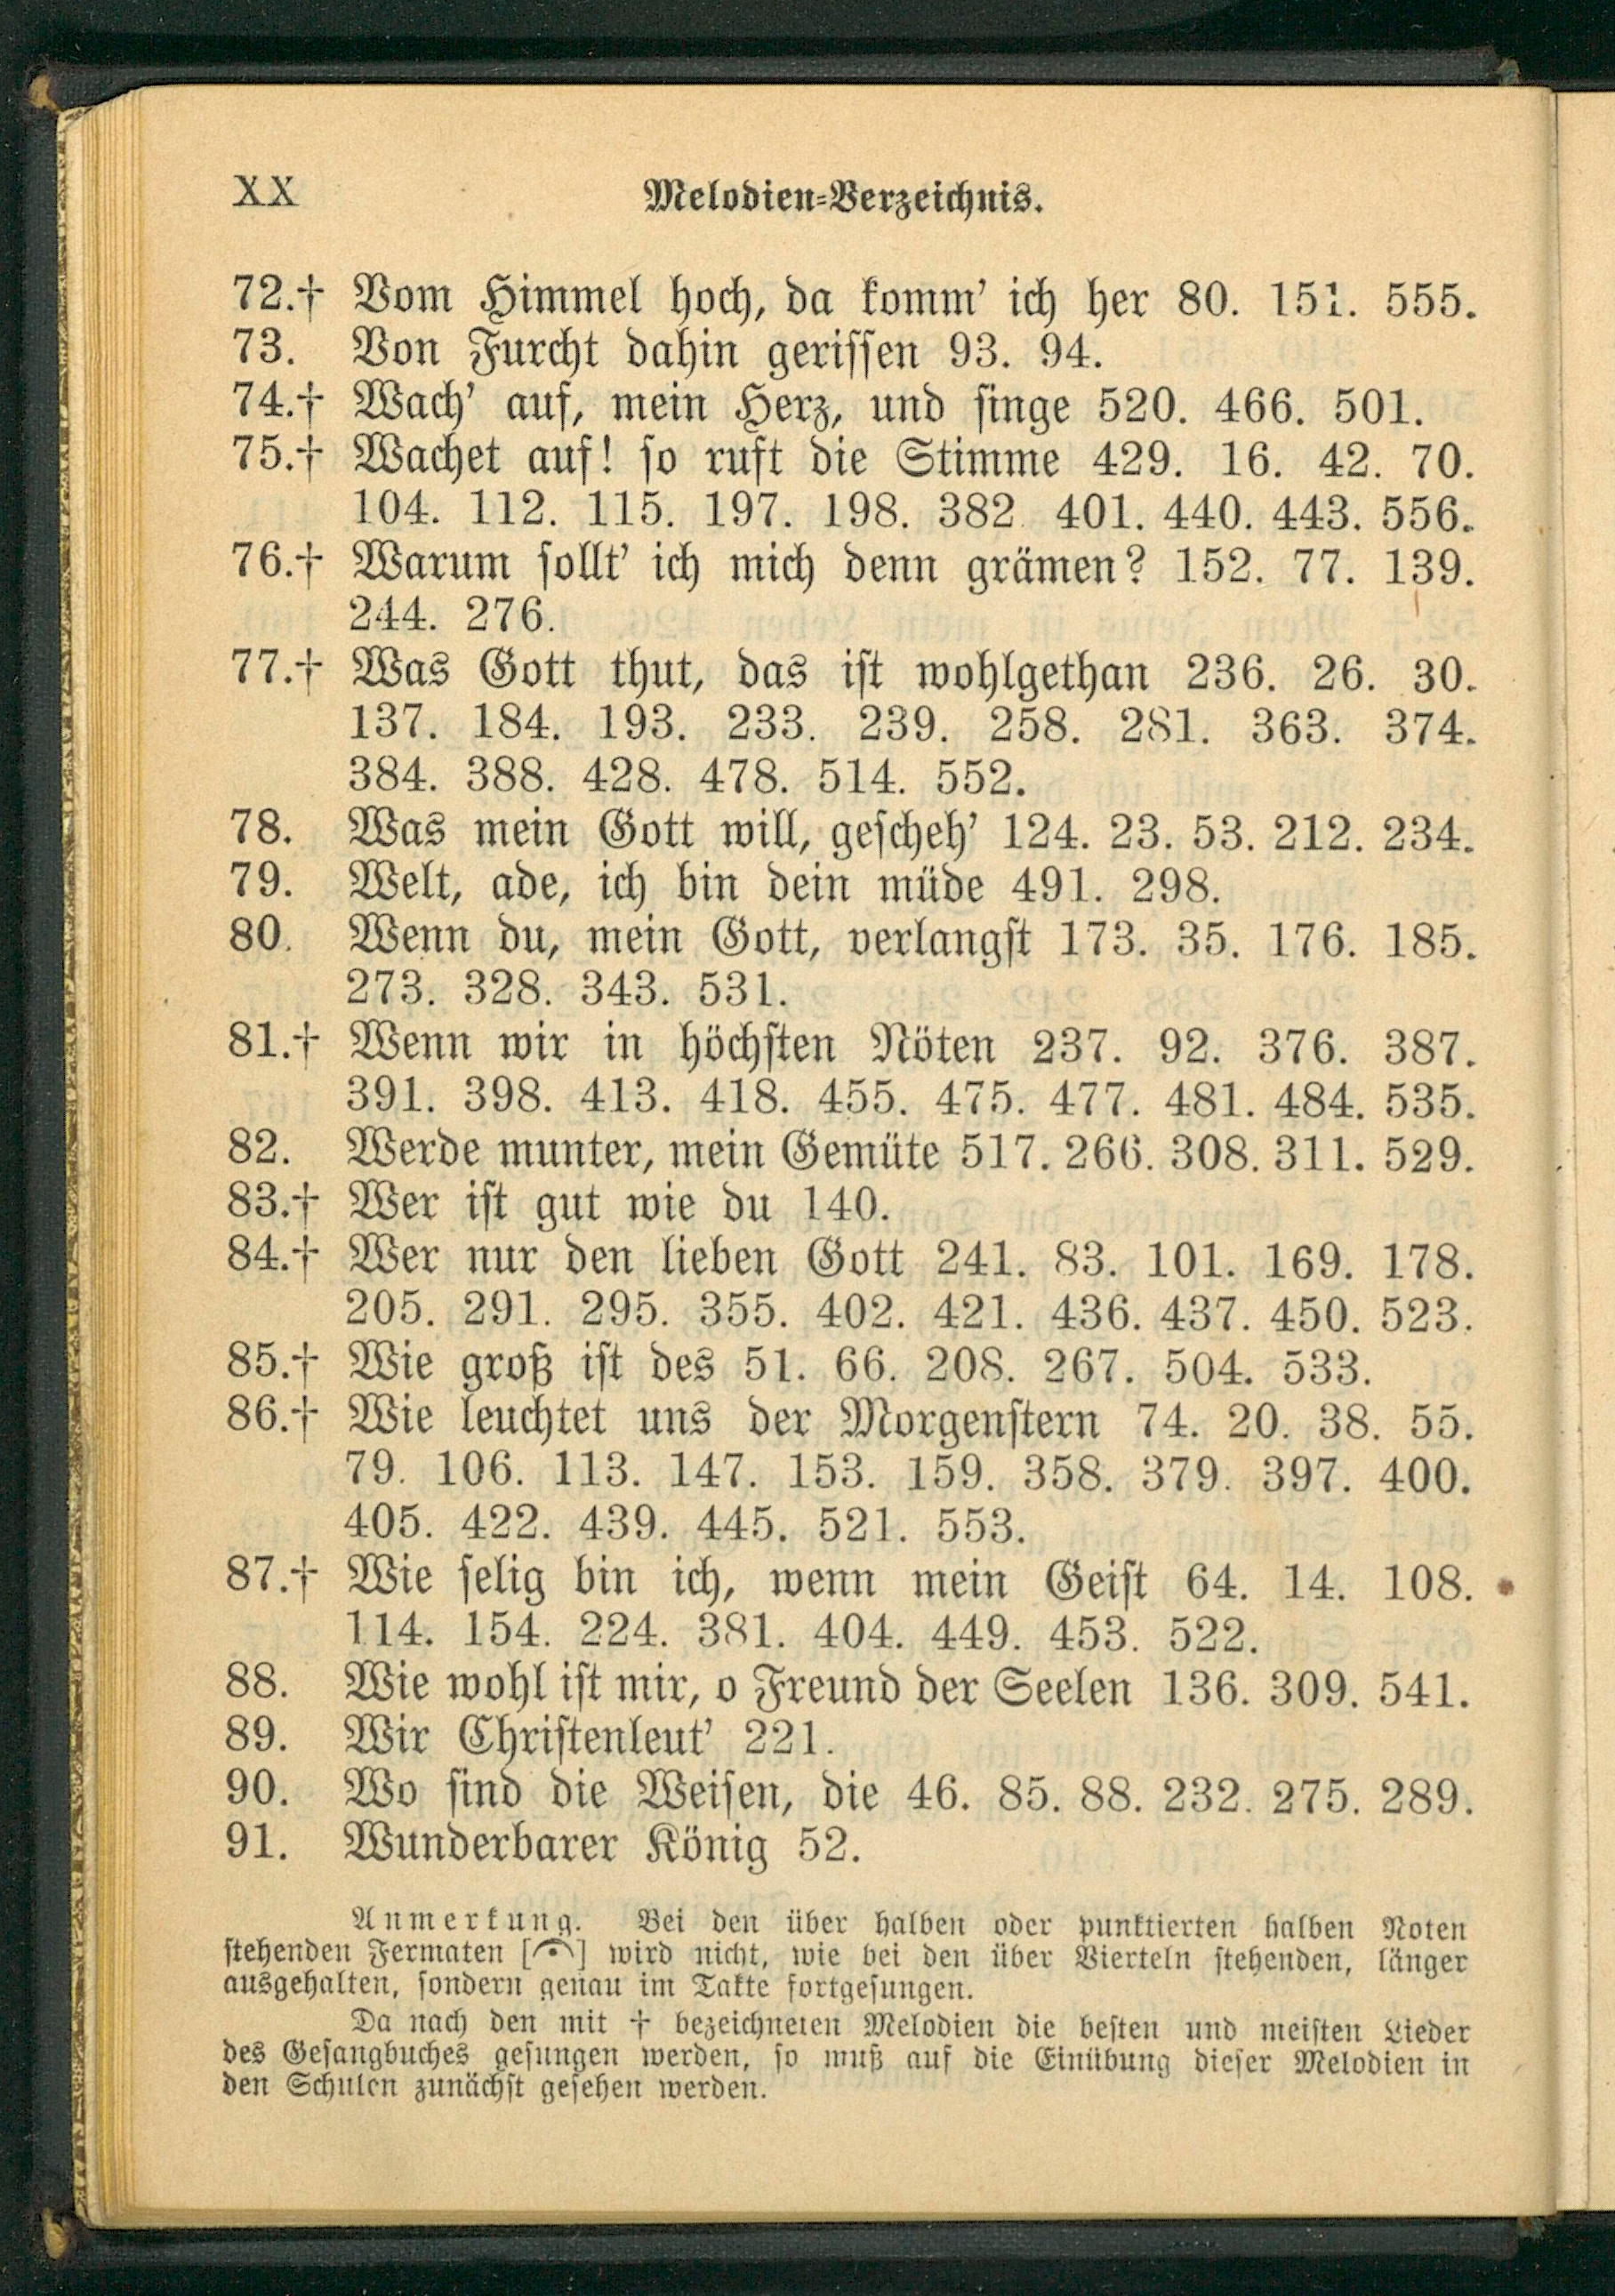 XX
Melodien-Verzeichnis.
72.† Vom Himmel hoch, da komm' ich her 80. 151. 555.
73. Von Furcht dahin gerissen 93. 94.
74.† Wach' auf, mein Herz, und singe 520. 466. 501.
75.† Wachet auf! so ruft die Stimme 429. 16. 42. 70.
104. 112. 115. 197. 198. 382. 401. 440. 443. 556.
76.† Warum sollt' ich mich denn grämen? 152. 77. 139.
244. 276.
77.† Was Gott thut, das ist wohlgethan 236. 26. 30.
137. 184. 193. 233. 239. 258. 281. 363. 374.
384. 388. 428. 478. 514. 552.
78. Was mein Gott will, gescheh' 124. 23. 53. 212. 234.
79. Welt, ade, ich bin dein müde 491. 298.
80. Wenn du, mein Gott, verlangst 173. 35. 176. 185.
273. 328. 343. 531.
81.† Wenn wir in höchsten Nöten 237. 92. 376. 387.
391. 398. 413. 418. 455. 475. 477. 481. 484. 535.
82. Werde munter, mein Gemüte 517. 266. 308. 311. 529.
83.† Wer ist gut wie du 140.
84.† Wer nur den lieben Gott 241. 83. 101. 169. 178.
205. 291. 295. 355. 402. 421. 436. 437. 450. 523.
85.† Wie groß ist des 51. 66. 208. 267. 504. 533.
86.† Wie leuchtet uns der Morgenstern 74. 20. 38. 55.
79. 106. 113. 147. 153. 159. 358. 379. 397. 400.
405. 422. 439. 445. 521. 553.
87.† Wie selig bin ich, wenn mein Geist 64. 14. 108.
114. 154. 224. 381. 404. 449. 453. 522.
88. Wie wohl ist mir, o Freund der Seelen 136. 309. 541.
89. Wir Christenleut' 221.
90. Wo sind die Weisen, die 46. 85. 88. 232. 275. 289.
91. Wunderbarer König 52.
Anmerkung. Bei den über halben oder punktierten halben Noten
stehenden Fermaten [𝄐] wird nicht, wie bei den über Vierteln stehenden, länger
ausgehalten, sondern genau im Takte fortgesungen.
Da nach den mit † bezeichneten Melodien die besten und meisten Lieder
des Gesangbuches gesungen werden, so muß auf die Einübung dieser Melodien in
den Schulen zunächst gesehen werden.